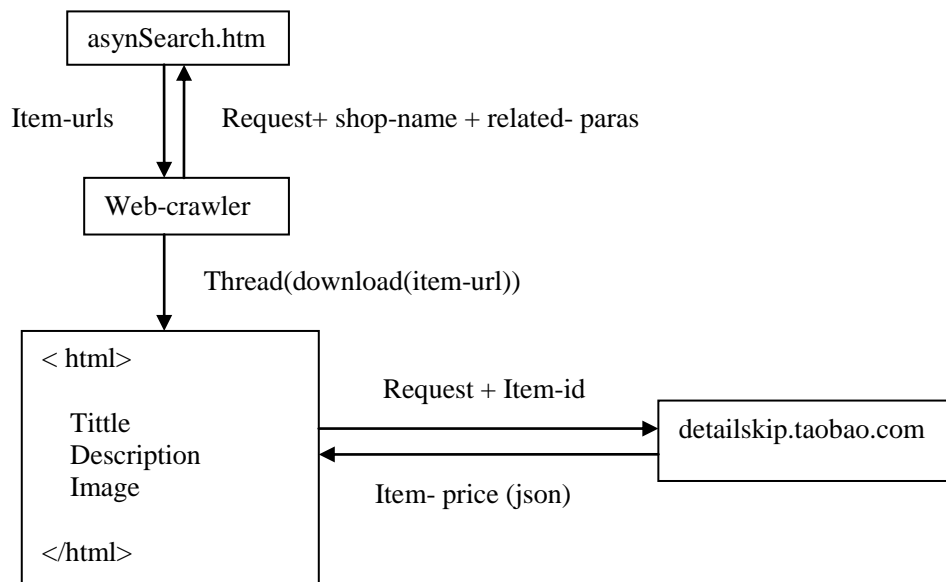 asynSearch.htm
Item-urls
Request+ shop-name + related- paras
Web-crawler
Thread(download(item-url))
< html>
Tittle
Description
Image
</html>
Request + Item-id
detailskip.taobao.com
Item- price (json)